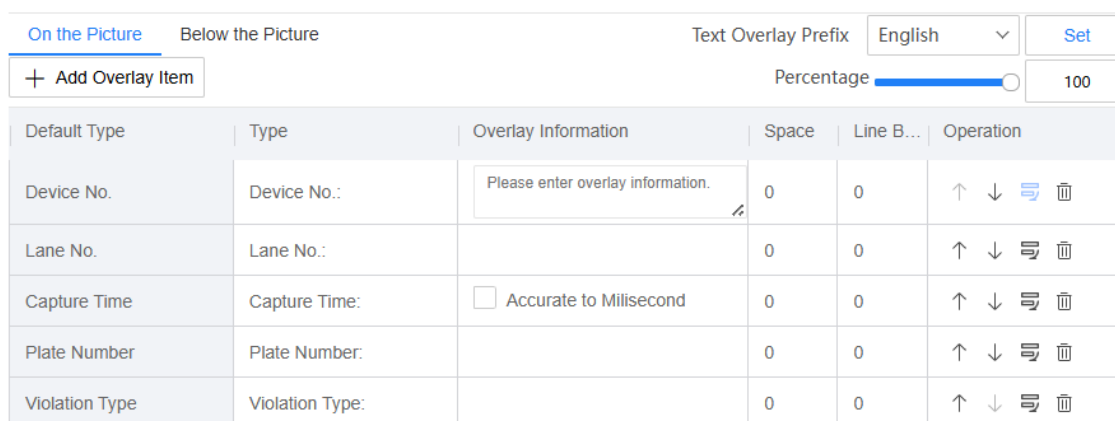 On the Picture Below the Picture Text Overlay Prefix English Set
Add Overlay Item Percentage 100
Default Type Type Overlay Information Space Line B... Operation
Device No. Device No.: Please enter overlay information. 0 0
Lane No. Lane No.: 0 0
Capture Time Capture Time: Accurate to Milisecond 0 0
Plate Number Plate Number: 0 0
Violation Type Violation Type: 0 0